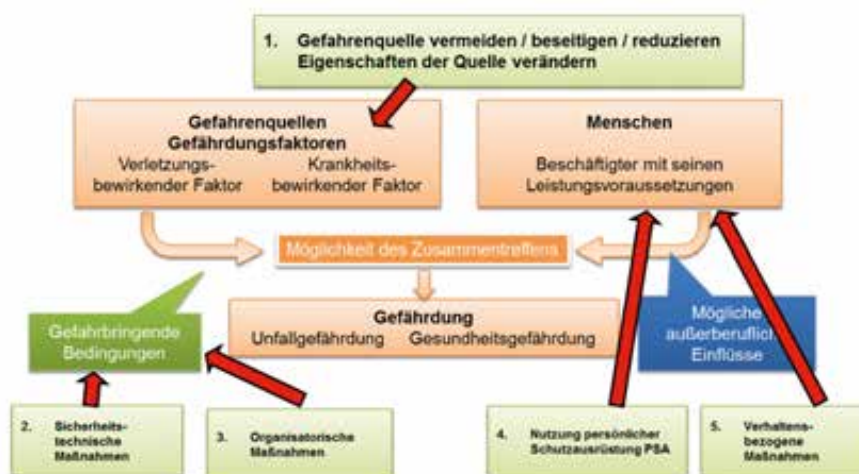 1. Gefahrenquelle vermeiden / beseitigen / reduzieren
Eigenschaften der Quelle verändern
Gefahrenquellen
Gefährdungsfaktoren
Verletzungs-
bewirkender Faktor
Krankheits-
bewirkender Faktor
Menschen
Beschäftigter mit seinen
Leistungsvoraussetzungen
Möglichkeit des Zusammentreffens
Gefahrbringende
Bedingungen
Gefährdung
Unfallgefährdung Gesundheitsgefährdung
Mögliche
außerberuflich
Einflüsse
2. Sicherheits-
technische
Maßnahmen
3. Organisatorische
Maßnahmen
4. Nutzung persönlicher
Schutzausrüstung PSA
5. Verhaltens-
bezogene
Maßnahmen